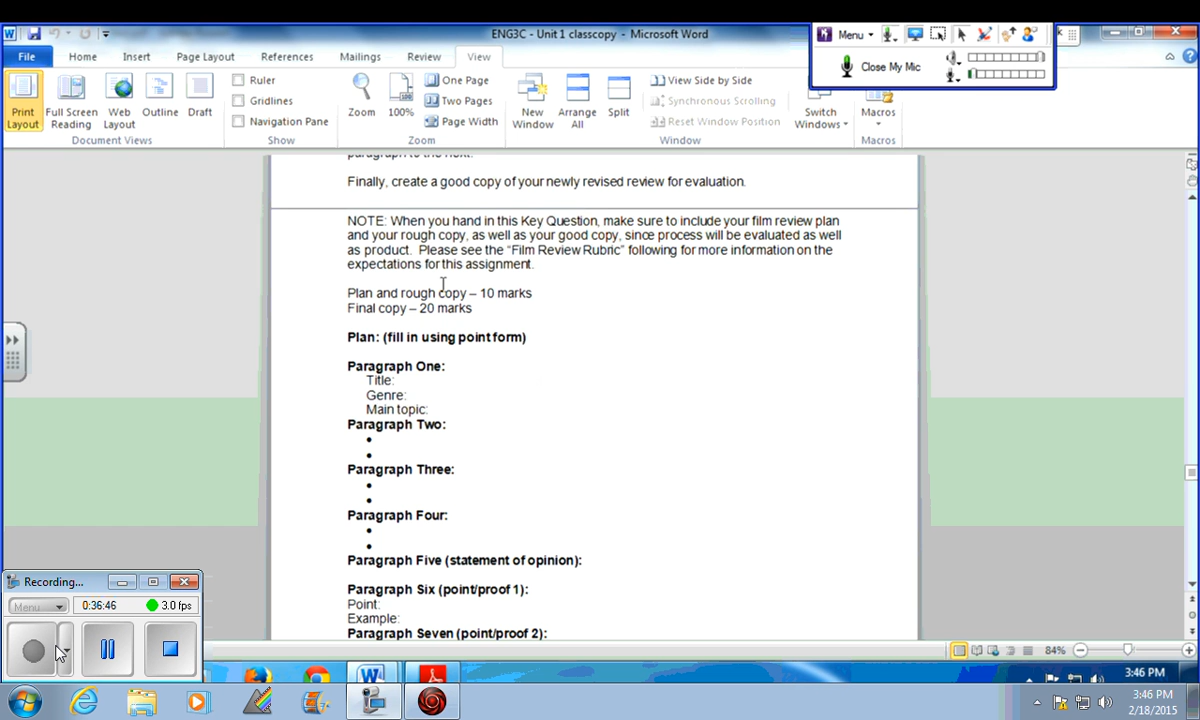 ENG3C - Unit 1 classcopy - Microsoft Word
Menu
Close My Mic
File Home Insert Page Layout References Mailings Review View
Print Layout
Full Screen Reading
Web Layout
Outline
Draft
Document Views
Ruler
Gridlines
Navigation Pane
Show
Zoom
100%
One Page
Two Pages
Page Width
Zoom
New Window
Arrange All
Split
View Side by Side
Synchronous Scrolling
Reset Window Position
Window
Switch Windows
Macros
Macros
paragraph to the next.
Finally, create a good copy of your newly revised review for evaluation.
NOTE: When you hand in this Key Question, make sure to include your film review plan
and your rough copy, as well as your good copy, since process will be evaluated as well
as product. Please see the “Film Review Rubric” following for more information on the
expectations for this assignment.
Plan and rough copy – 10 marks
Final copy – 20 marks
Plan: (fill in using point form)
Paragraph One:
Title:
Genre:
Main topic:
Paragraph Two:
•
•
Paragraph Three:
•
•
Paragraph Four:
•
•
Paragraph Five (statement of opinion):
Paragraph Six (point/proof 1):
Point:
Example:
Paragraph Seven (point/proof 2):
Recording...
Menu
0:36:46
3.0 fps
84%
3:46 PM
3:46 PM
2/18/2015